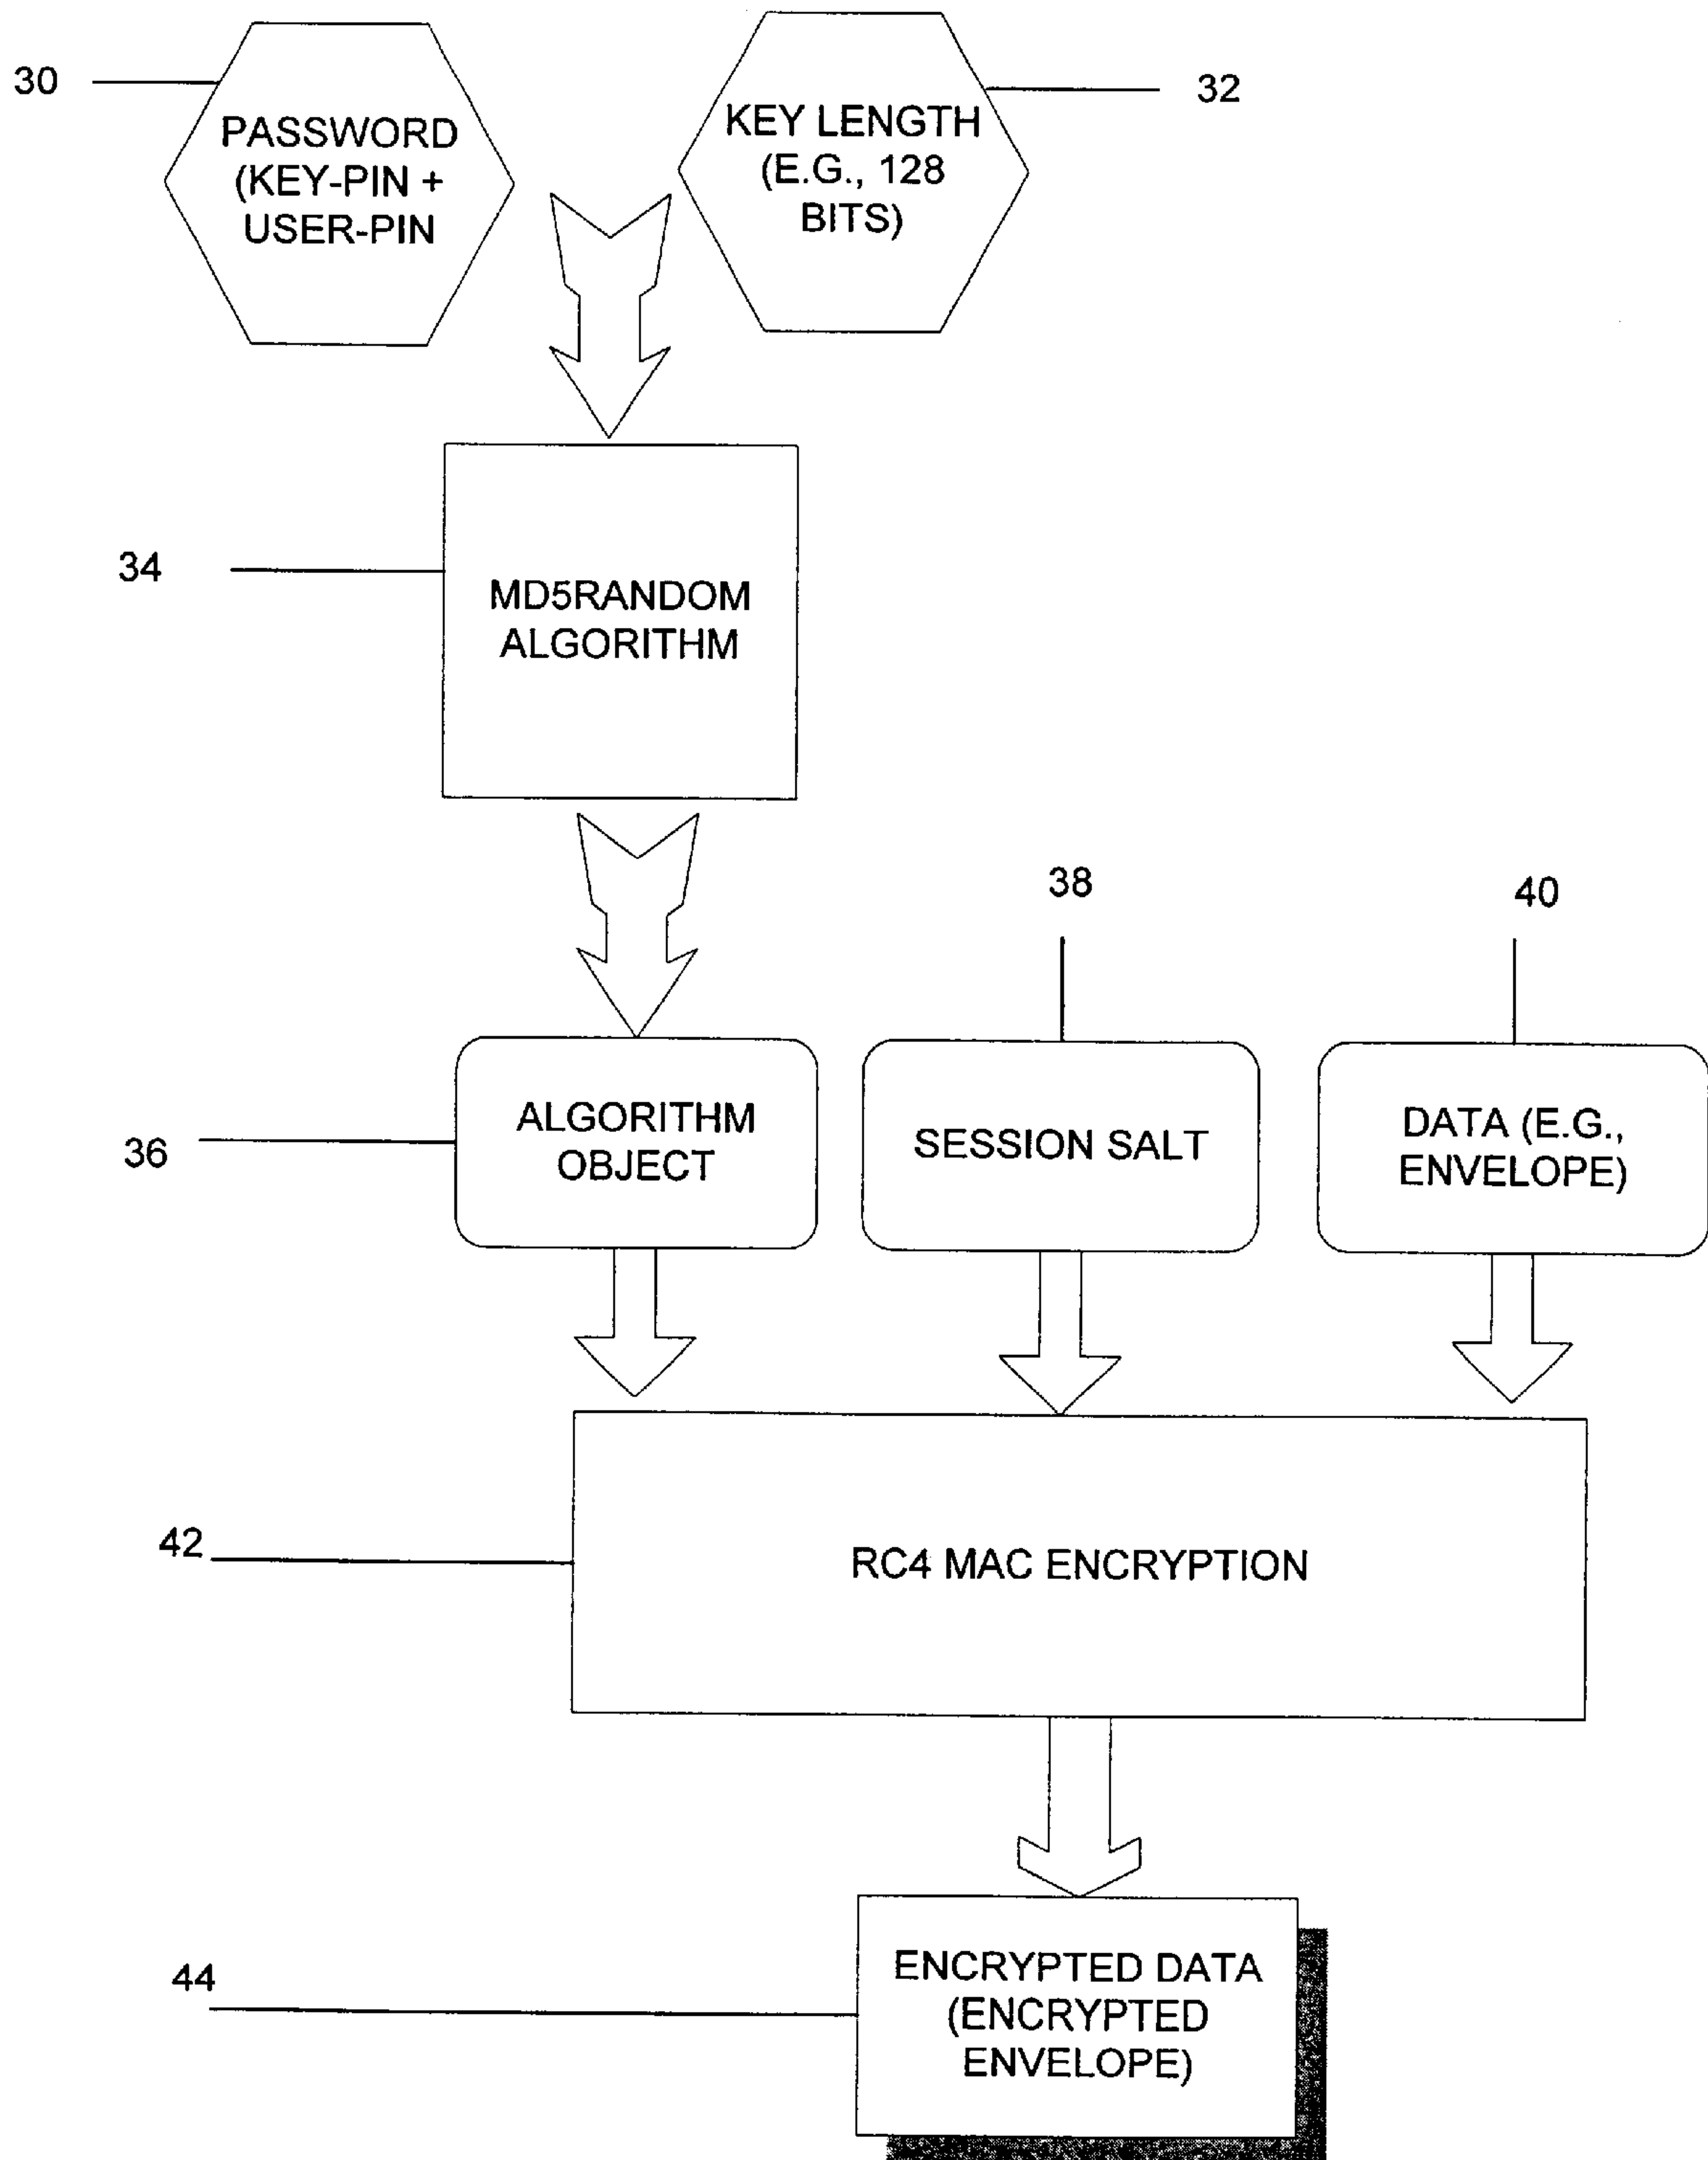 30
PASSWORD
(KEY-PIN +
USER-PIN
KEY LENGTH
(E.G., 128
BITS)
32
34
MD5RANDOM
ALGORITHM
38
40
36
ALGORITHM
OBJECT
SESSION SALT
DATA (E.G.,
ENVELOPE)
42
RC4 MAC ENCRYPTION
44
ENCRYPTED DATA
(ENCRYPTED
ENVELOPE)